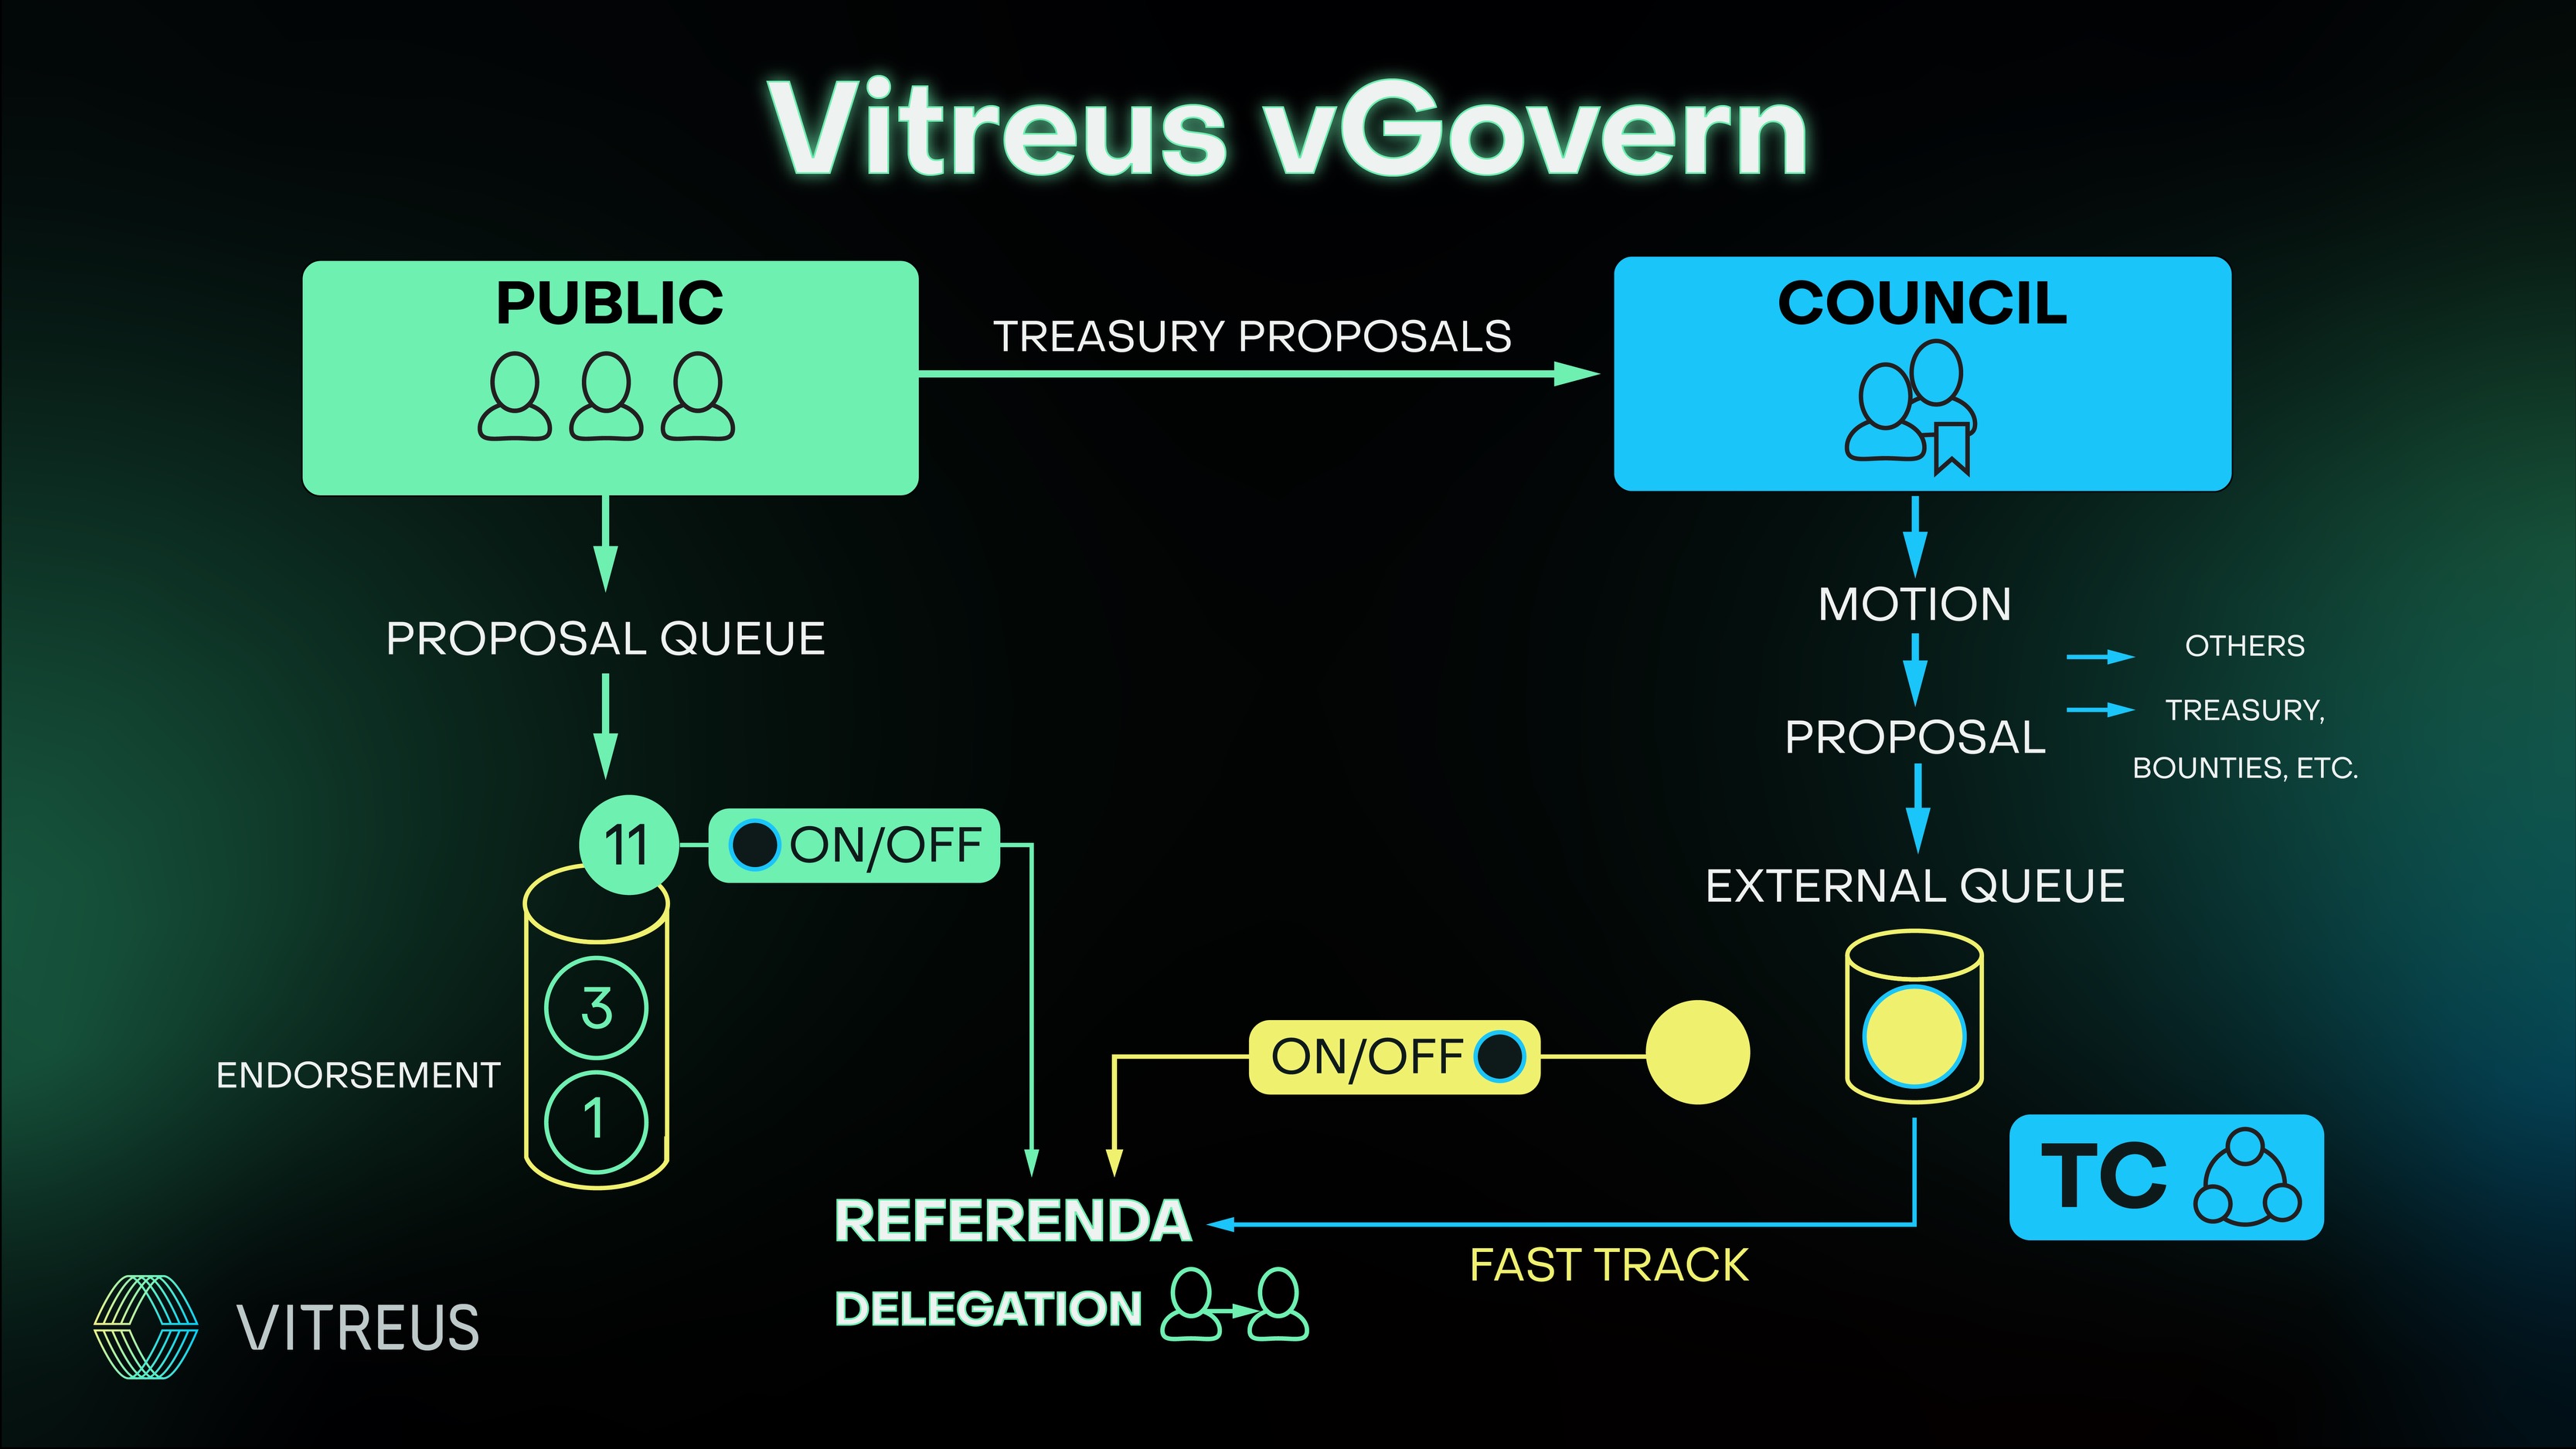 Vitreus vGovern
PUBLIC
TREASURY PROPOSALS
COUNCIL
PROPOSAL QUEUE
MOTION
OTHERS
PROPOSAL
TREASURY,
BOUNTIES, ETC.
11
ON/OFF
EXTERNAL QUEUE
3
ENDORSEMENT
1
ON/OFF
TC
REFERENDA
FAST TRACK
DELEGATION
VITREUS